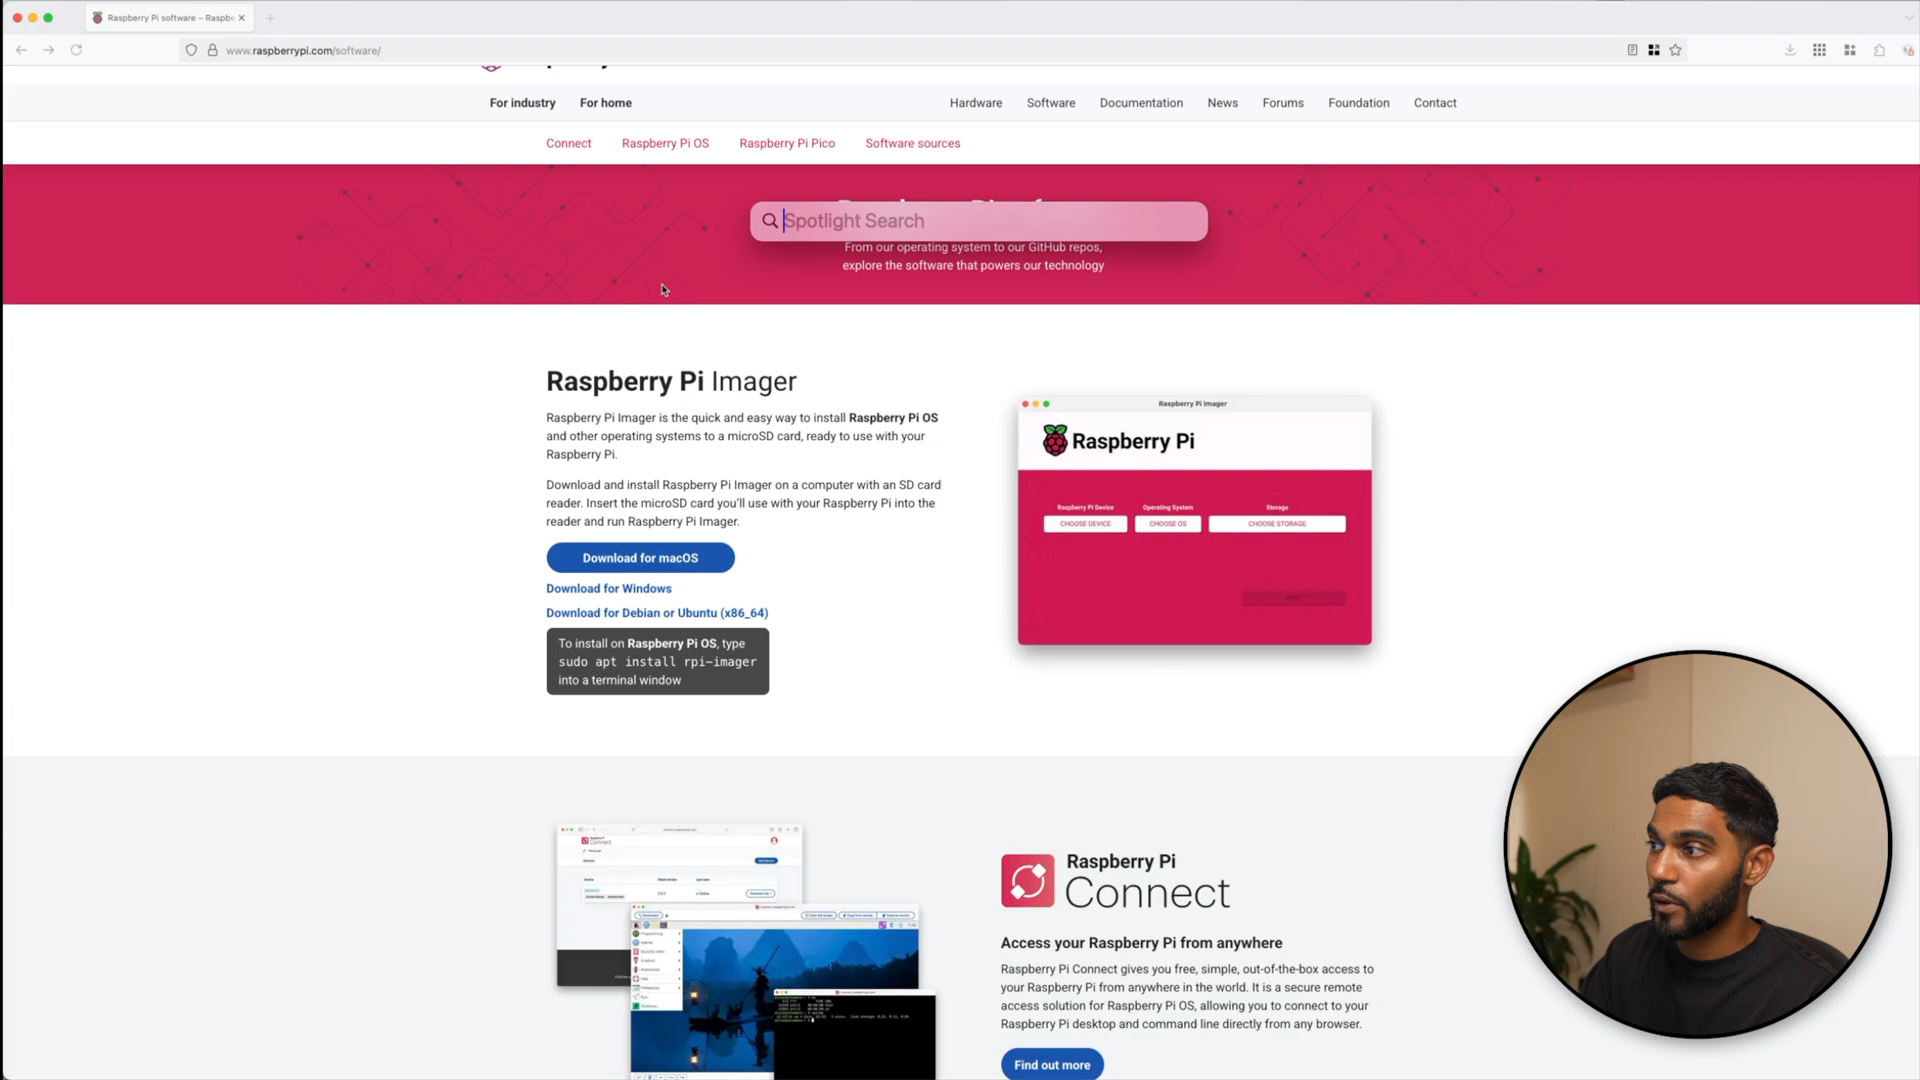 Raspberry Pi software – Raspbe
www.raspberrypi.com/software/
For industry For home Hardware Software Documentation News Forums Foundation Contact
Connect Raspberry Pi OS Raspberry Pi Pico Software sources
Spotlight Search
From our operating system to our GitHub repos,
explore the software that powers our technology
Raspberry Pi Imager
Raspberry Pi Imager is the quick and easy way to install Raspberry Pi OS
and other operating systems to a microSD card, ready to use with your
Raspberry Pi.
Download and install Raspberry Pi Imager on a computer with an SD card
reader. Insert the microSD card you'll use with your Raspberry Pi into the
reader and run Raspberry Pi Imager.
Download for macOS
Download for Windows
Download for Debian or Ubuntu (x86_64)
To install on Raspberry Pi OS, type
sudo apt install rpi-imager
into a terminal window
Raspberry Pi Imager
Raspberry Pi
Raspberry Pi Device Operating System Storage
CHOOSE DEVICE CHOOSE OS CHOOSE STORAGE
NEXT
Raspberry Pi
Connect
Access your Raspberry Pi from anywhere
Raspberry Pi Connect gives you free, simple, out-of-the-box access to
your Raspberry Pi from anywhere in the world. It is a secure remote
access solution for Raspberry Pi OS, allowing you to connect to your
Raspberry Pi desktop and command line directly from any browser.
Find out more